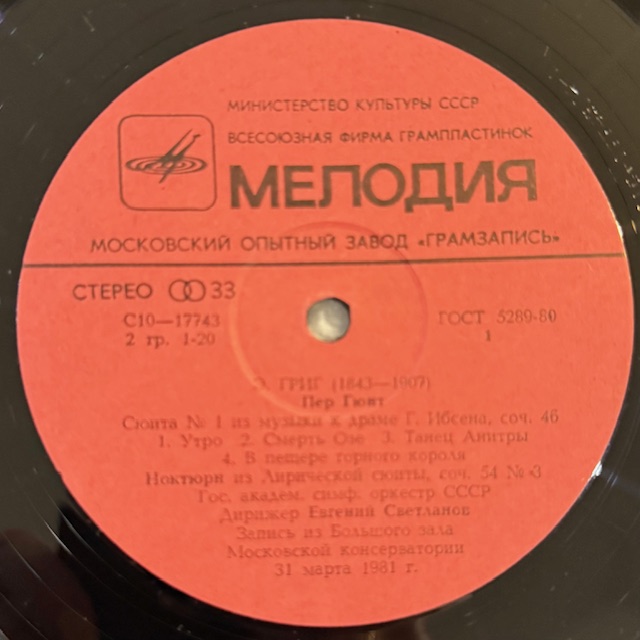 МИНИСТЕРСТВО КУЛЬТУРЫ СССР
ВСЕСОЮЗНАЯ ФИРМА ГРАМПЛАСТИНОК
МЕЛОДИЯ
МОСКОВСКИЙ ОПЫТНЫЙ ЗАВОД «ГРАМЗАПИСЬ»
СТЕРЕО 33
С10—17743
ГОСТ 5289-80
2 гр. 1-20
1
Э. ГРИГ (1843—1907)
Пер Гюнт
Сюита № 1 из музыки к драме Г. Ибсена, соч. 46
1. Утро 2. Смерть Озе 3. Танец Анитры
4. В пещере горного короля
Ноктюрн из Лирической сюиты, соч. 54 № 3
Гос. академ. симф. оркестр СССР
Дирижер Евгений Светланов
Запись из Большого зала
Московской консерватории
31 марта 1981 г.